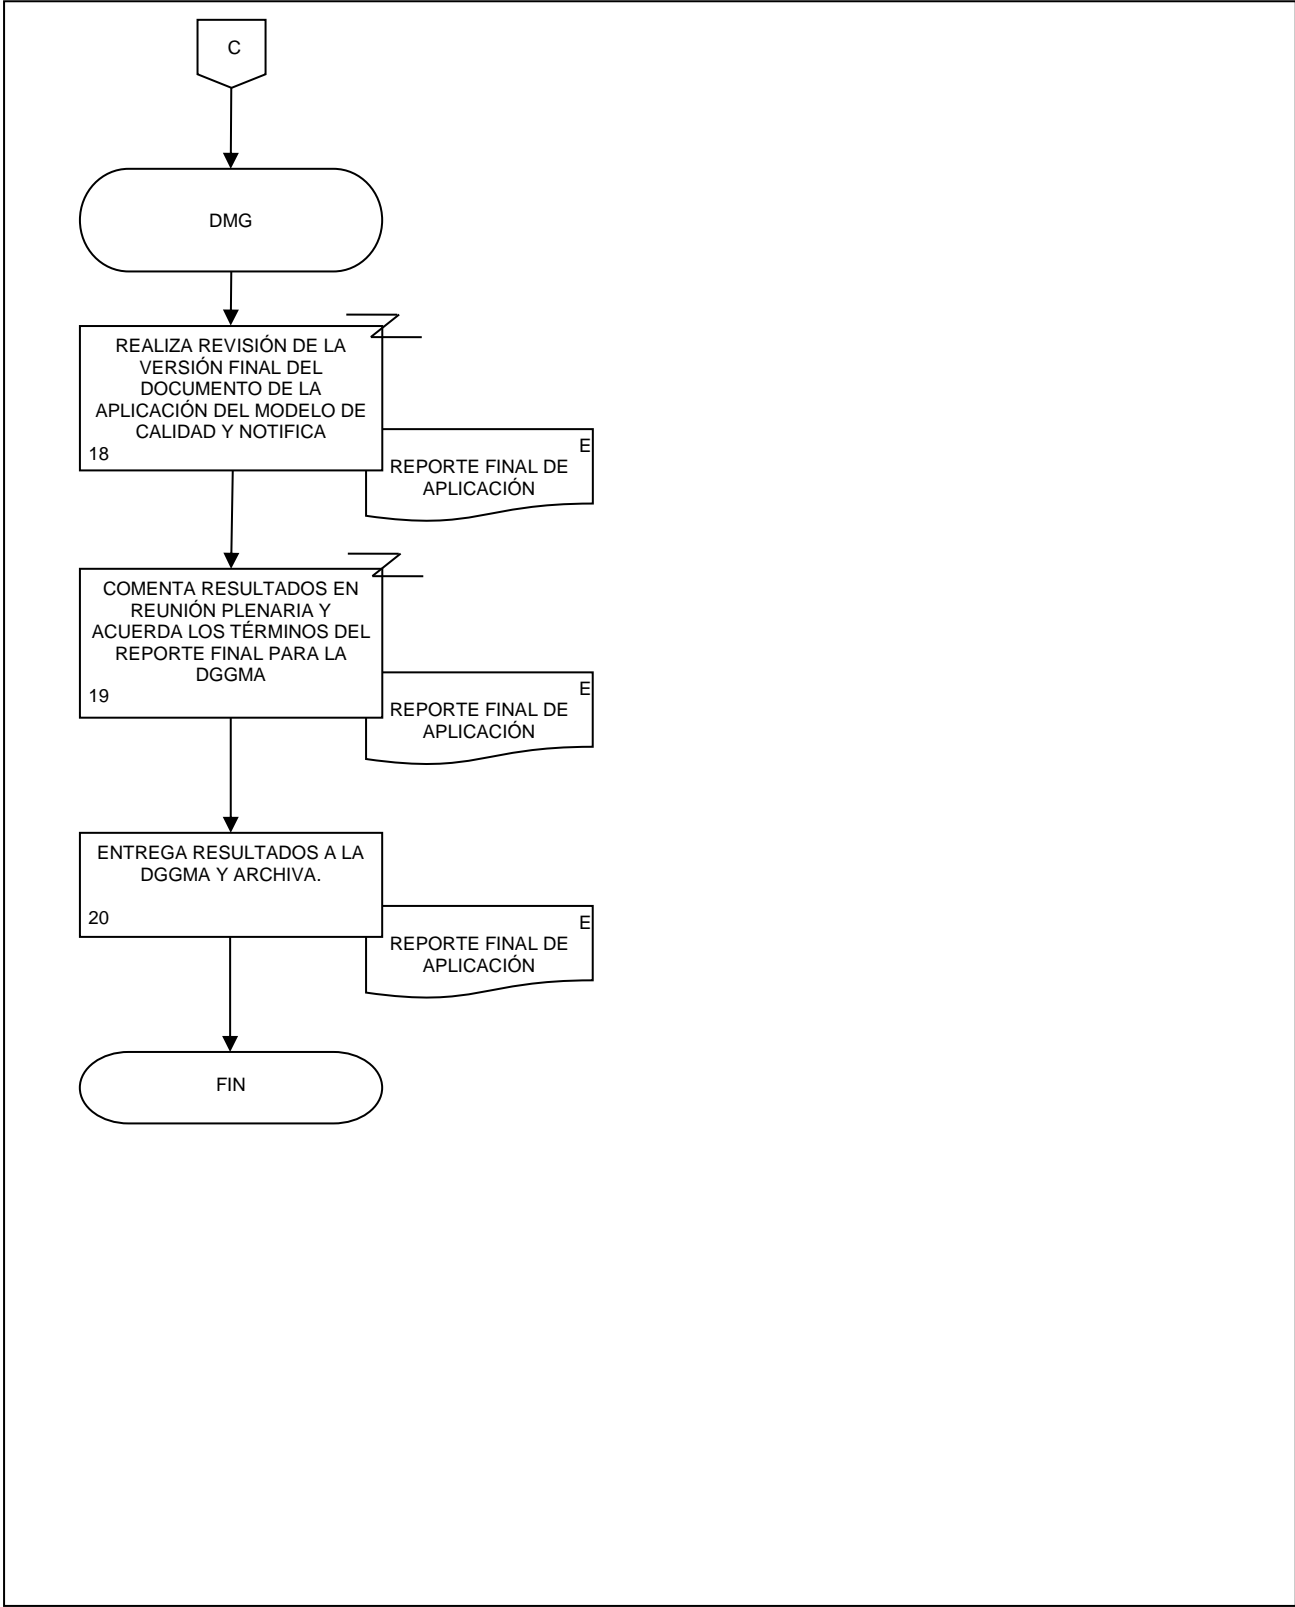 C
DMG
REALIZA REVISIÓN DE LA
VERSIÓN FINAL DEL
DOCUMENTO DE LA
APLICACIÓN DEL MODELO DE
CALIDAD Y NOTIFICA
18
E
REPORTE FINAL DE
APLICACIÓN
COMENTA RESULTADOS EN
REUNIÓN PLENARIA Y
ACUERDA LOS TÉRMINOS DEL
REPORTE FINAL PARA LA
DGGMA
19
E
REPORTE FINAL DE
APLICACIÓN
ENTREGA RESULTADOS A LA
DGGMA Y ARCHIVA.
20
E
REPORTE FINAL DE
APLICACIÓN
FIN